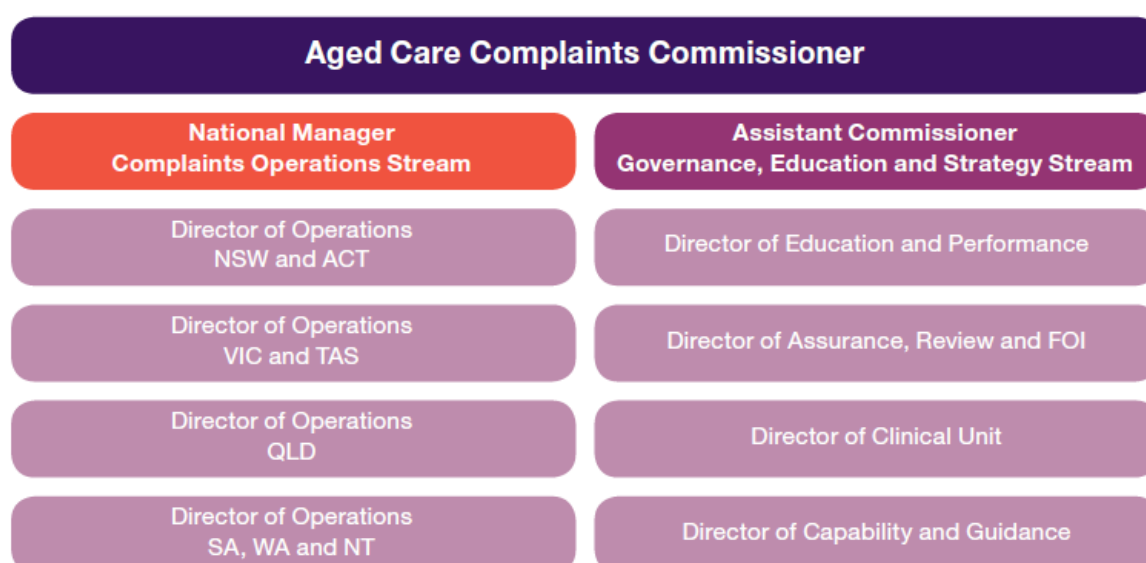 Aged Care Complaints Commissioner
National Manager
Complaints Operations Stream
Assistant Commissioner
Governance, Education and Strategy Stream
Director of Operations
NSW and ACT
Director of Education and Performance
Director of Operations
VIC and TAS
Director of Assurance, Review and FOI
Director of Operations
QLD
Director of Clinical Unit
Director of Operations
SA, WA and NT
Director of Capability and Guidance